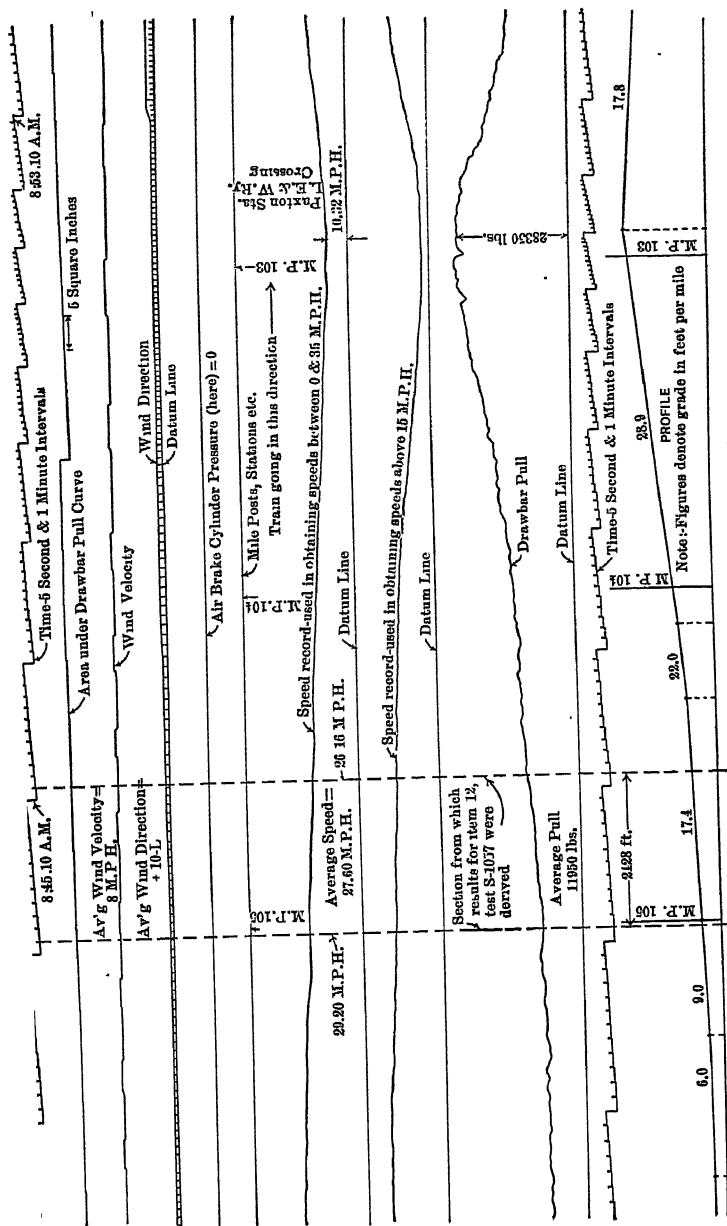 8:45.10 A.M.
Time-5 Second & 1 Minute Intervals
8:53.10 A.M.
Area under Drawbar Pull Curve
5 Square Inches
Av'g Wind Velocity=
8 M.P.H.
Wind Velocity
Av'g Wind Direction=
+ 10-L
Wind Direction
Datum Line
Air Brake Cylinder Pressure (here) = 0
M.P.105
M.P.104
Mile Posts, Stations etc.
Train going in this direction
M.P. 103
Paxton Sta.
L.E.& W.Ry.
Crossing
Speed record-used in obtaining speeds between 0 & 35 M.P.H.
29.20 M.P.H.
Average Speed=
27.60 M.P.H.
26 16 M P.H.
Datum Line
10.32 M.P.H.
Speed record-used in obtaining speeds above 15 M.P.H.
Datum Line
Section from which
results for item 12,
test S-1037 were
derived
Drawbar Pull
28350 lbs.
Average Pull
11950 lbs.
Datum Line
Time-5 Second & 1 Minute Intervals
2428 ft.
M.P. 105
M P. 104
M.P. 103
6.0
9.0
17.4
22.0
28.9
17.8
PROFILE
Note:-Figures denote grade in feet per mile